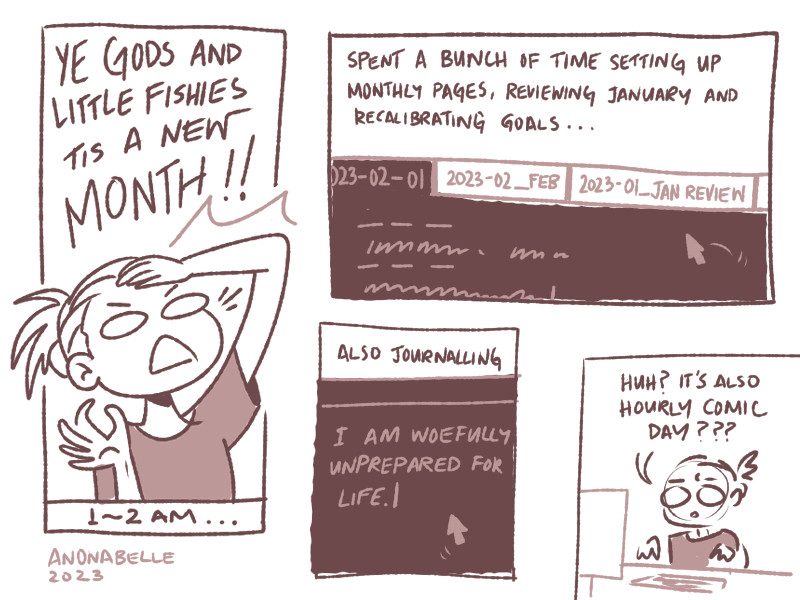 YE GODS AND
LITTLE FISHIES
TIS A NEW
MONTH!!
1~2 AM...
ANONABELLE
2023
SPENT A BUNCH OF TIME SETTING UP
MONTHLY PAGES, REVIEWING JANUARY AND
RECALIBRATING GOALS...
023-02-01
2023-02_FEB
2023-01_JAN REVIEW
ALSO JOURNALLING
I AM WOEFULLY
UNPREPARED FOR
LIFE.
HUH? IT'S ALSO
HOURLY COMIC
DAY???